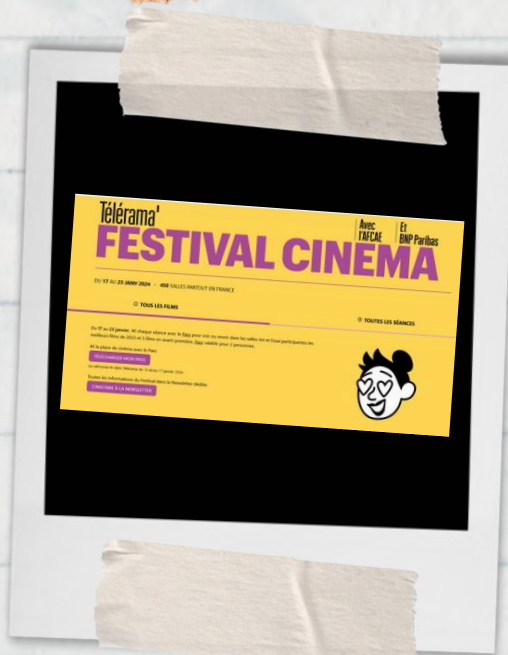 Télérama'
Avec
l'AFCAE
Et
BNP Paribas
FESTIVAL CINEMA
DU 17 AU 23 JANV 2024 - 450 SALLES PARTOUT EN FRANCE
TOUS LES FILMS
TOUTES LES SÉANCES
Du 17 au 23 janvier, 4€ chaque séance avec le Pass pour voir ou revoir dans les salles Art et Essai participantes les
meilleurs films de 2023 et 5 films en avant-première. Pass valable pour 2 personnes.
4€ la place de cinéma avec le Pass
TÉLÉCHARGER MON PASS
Toutes les informations du Festival dans la Newsletter dédiée
S'INSCRIRE À LA NEWSLETTER